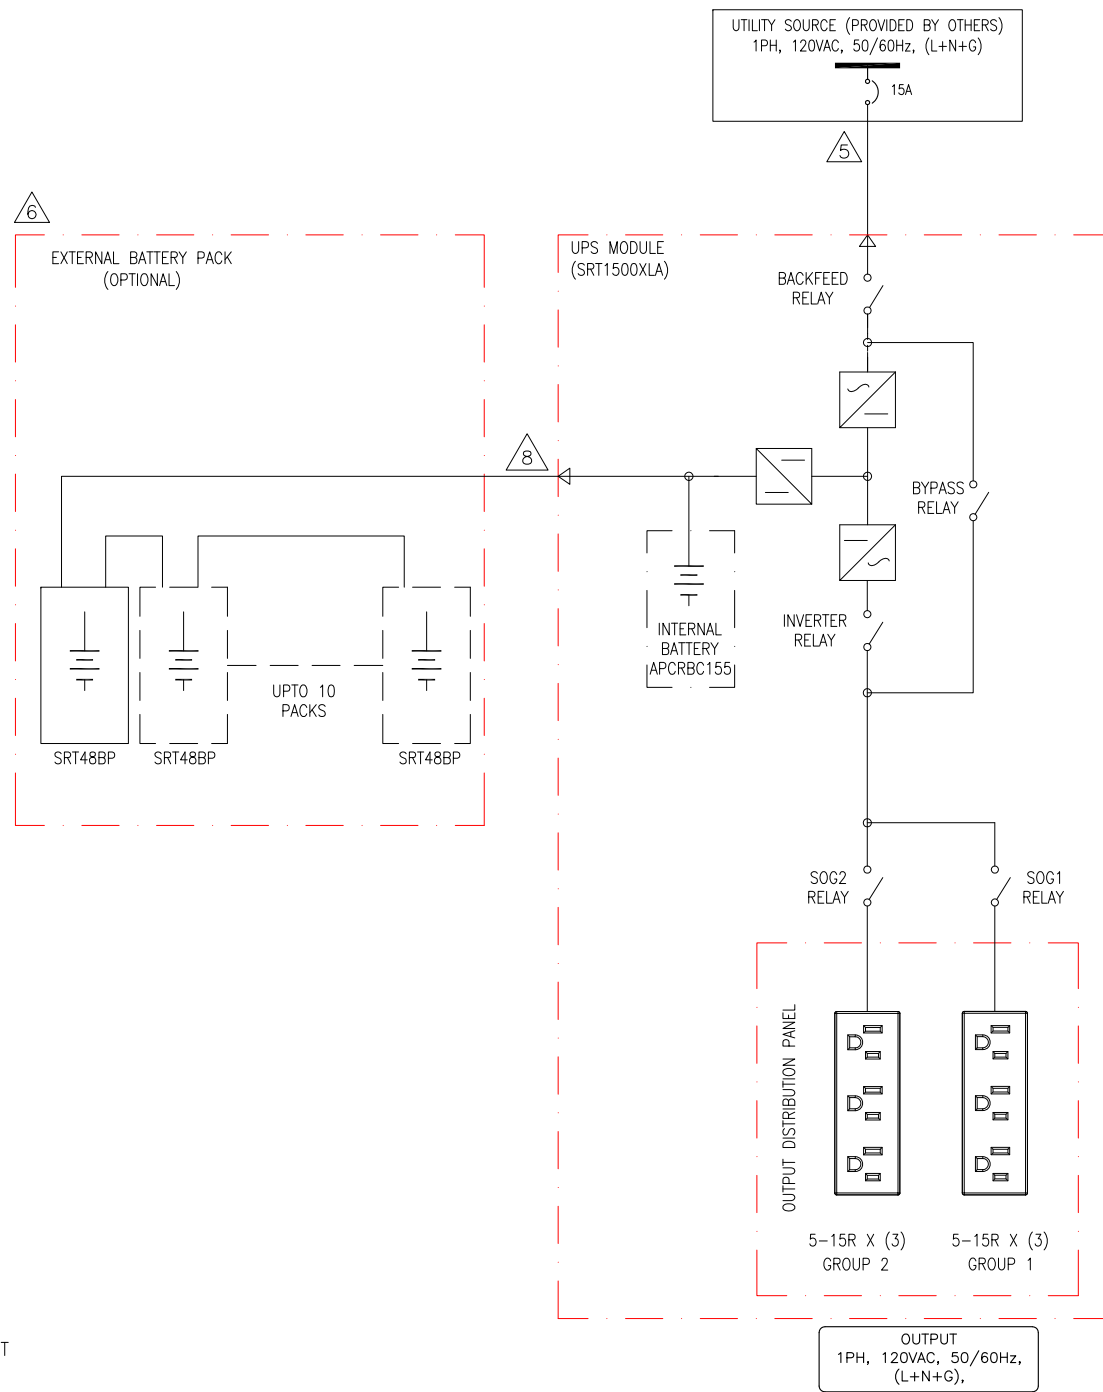 UTILITY SOURCE (PROVIDED BY OTHERS)
1PH, 120VAC, 50/60Hz, (L+N+G)
15A
5
6
EXTERNAL BATTERY PACK
(OPTIONAL)
UPS MODULE
(SRT1500XLA)
BACKFEED
RELAY
8
BYPASS
RELAY
INTERNAL
BATTERY
APCRBC155
INVERTER
RELAY
UPTO 10
PACKS
SRT48BP
SRT48BP
SRT48BP
SOG2
RELAY
SOG1
RELAY
OUTPUT DISTRIBUTION PANEL
5-15R X (3)
GROUP 2
5-15R X (3)
GROUP 1
OUTPUT
1PH, 120VAC, 50/60Hz,
(L+N+G),
T